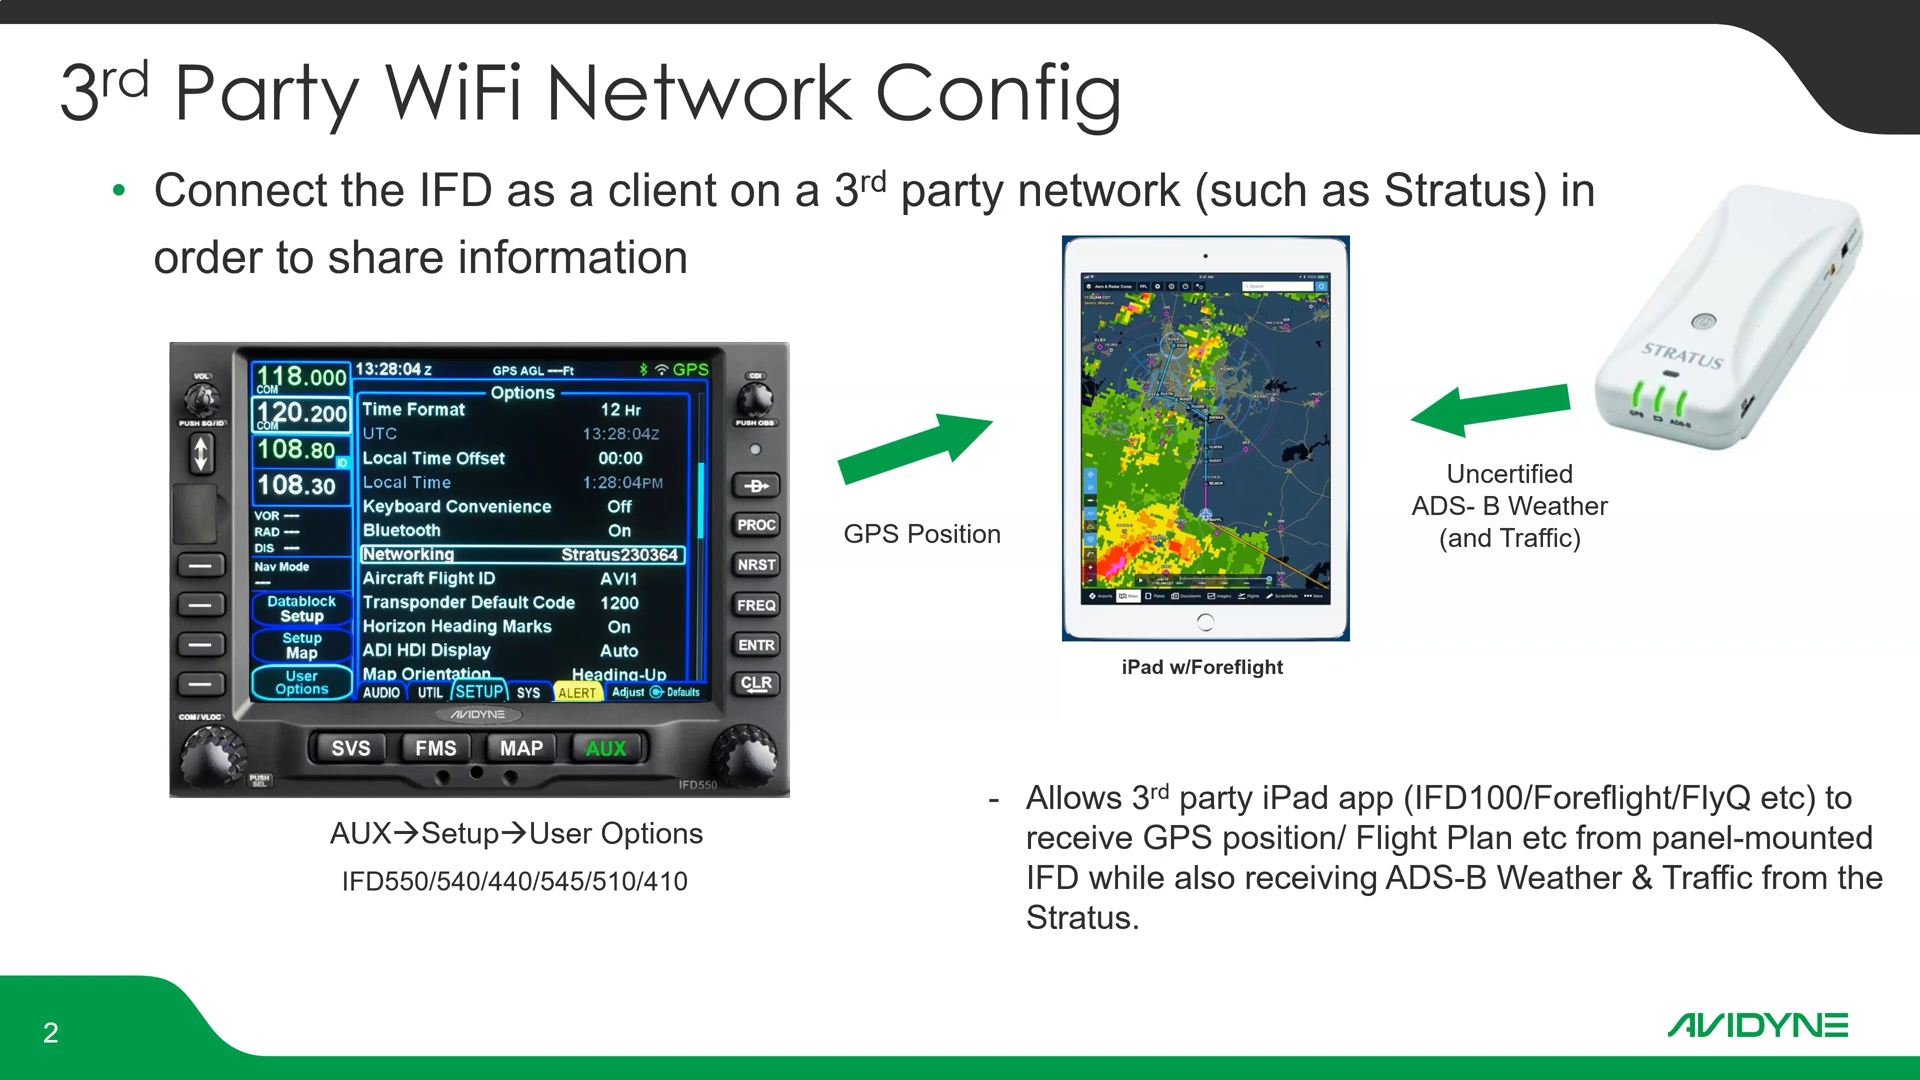 3rd Party WiFi Network Config
• Connect the IFD as a client on a 3rd party network (such as Stratus) in
order to share information
VOL
PUSH SQ/ID
COM/VLOC
PUSH
SEL
118.000
COM
120.200
COM
108.80
ID
108.30
VOR ---
RAD ---
DIS ---
Nav Mode
---
Datablock
Setup
Setup
Map
User
Options
13:28:04 Z
GPS AGL ---Ft
GPS
Options
Time Format 12 Hr
UTC 13:28:04Z
Local Time Offset 00:00
Local Time 1:28:04PM
Keyboard Convenience Off
Bluetooth On
Networking Stratus230364
Aircraft Flight ID AVI1
Transponder Default Code 1200
Horizon Heading Marks On
ADI HDI Display Auto
Map Orientation Heading-Up
AUDIO UTIL SETUP SYS ALERT Adjust Defaults
CDI
PUSH OBS
D
PROC
NRST
FREQ
ENTR
CLR
AVIDYNE
SVS FMS MAP AUX
IFD550
AUX→Setup→User Options
IFD550/540/440/545/510/410
GPS Position
iPad w/Foreflight
STRATUS
GPS
ADS-B
Uncertified
ADS- B Weather
(and Traffic)
- Allows 3rd party iPad app (IFD100/Foreflight/FlyQ etc) to
receive GPS position/ Flight Plan etc from panel-mounted
IFD while also receiving ADS-B Weather & Traffic from the
Stratus.
2
AVIDYNE